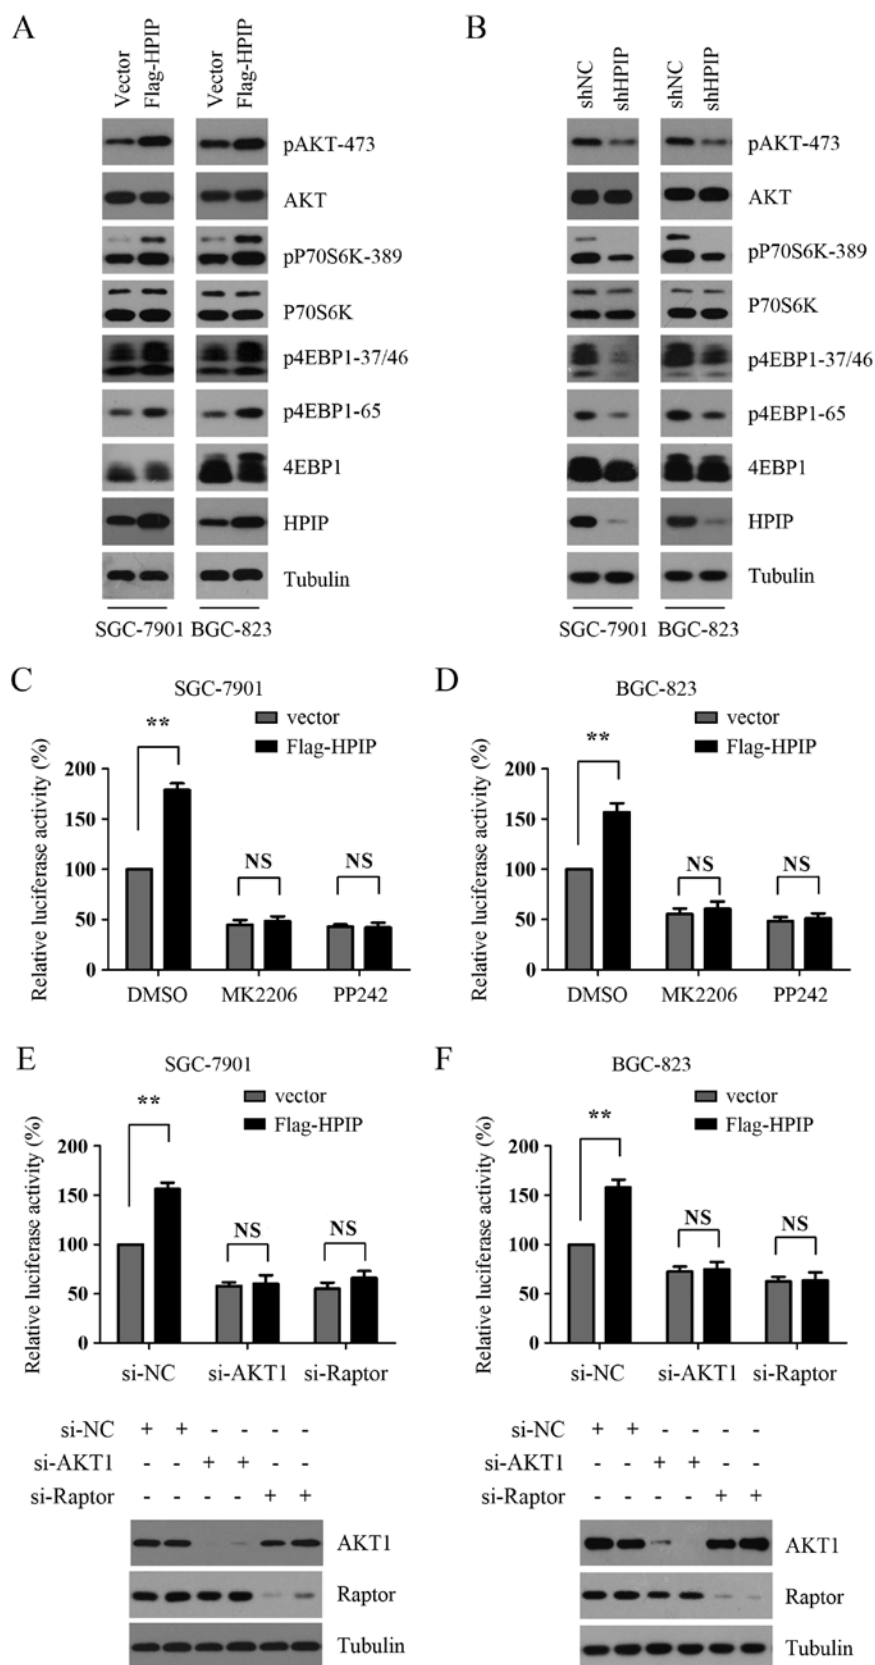 A
B
Vector
Flag-HPIP
Vector
Flag-HPIP
shNC
shHPIP
shNC
shHPIP
pAKT-473
pAKT-473
AKT
AKT
pP70S6K-389
pP70S6K-389
P70S6K
P70S6K
p4EBP1-37/46
p4EBP1-37/46
p4EBP1-65
p4EBP1-65
4EBP1
4EBP1
HPIP
HPIP
Tubulin
Tubulin
SGC-7901 BGC-823
SGC-7901 BGC-823
C
SGC-7901
vector
Flag-HPIP
**
NS
NS
Relative luciferase activity (%)
200
150
100
50
0
DMSO MK2206 PP242
D
BGC-823
vector
Flag-HPIP
**
NS
NS
Relative luciferase activity (%)
200
150
100
50
0
DMSO MK2206 PP242
E
SGC-7901
vector
Flag-HPIP
**
NS
NS
Relative luciferase activity (%)
200
150
100
50
0
si-NC si-AKT1 si-Raptor
si-NC + + - - - -
si-AKT1 - - + + - -
si-Raptor - - - - + +
AKT1
Raptor
Tubulin
F
BGC-823
vector
Flag-HPIP
**
NS
NS
Relative luciferase activity (%)
200
150
100
50
0
si-NC si-AKT1 si-Raptor
si-NC + + - - - -
si-AKT1 - - + + - -
si-Raptor - - - - + +
AKT1
Raptor
Tubulin